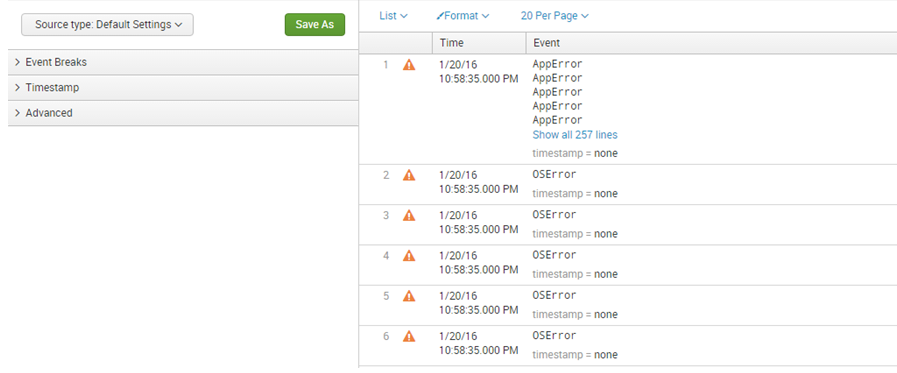 Source type: Default Settings
Save As
Event Breaks
Timestamp
Advanced
List
Format
20 Per Page
Time
Event
1
1/20/16
10:58:35.000 PM
AppError
AppError
AppError
AppError
AppError
Show all 257 lines
timestamp = none
2
1/20/16
10:58:35.000 PM
OSError
timestamp = none
3
1/20/16
10:58:35.000 PM
OSError
timestamp = none
4
1/20/16
10:58:35.000 PM
OSError
timestamp = none
5
1/20/16
10:58:35.000 PM
OSError
timestamp = none
6
1/20/16
10:58:35.000 PM
OSError
timestamp = none